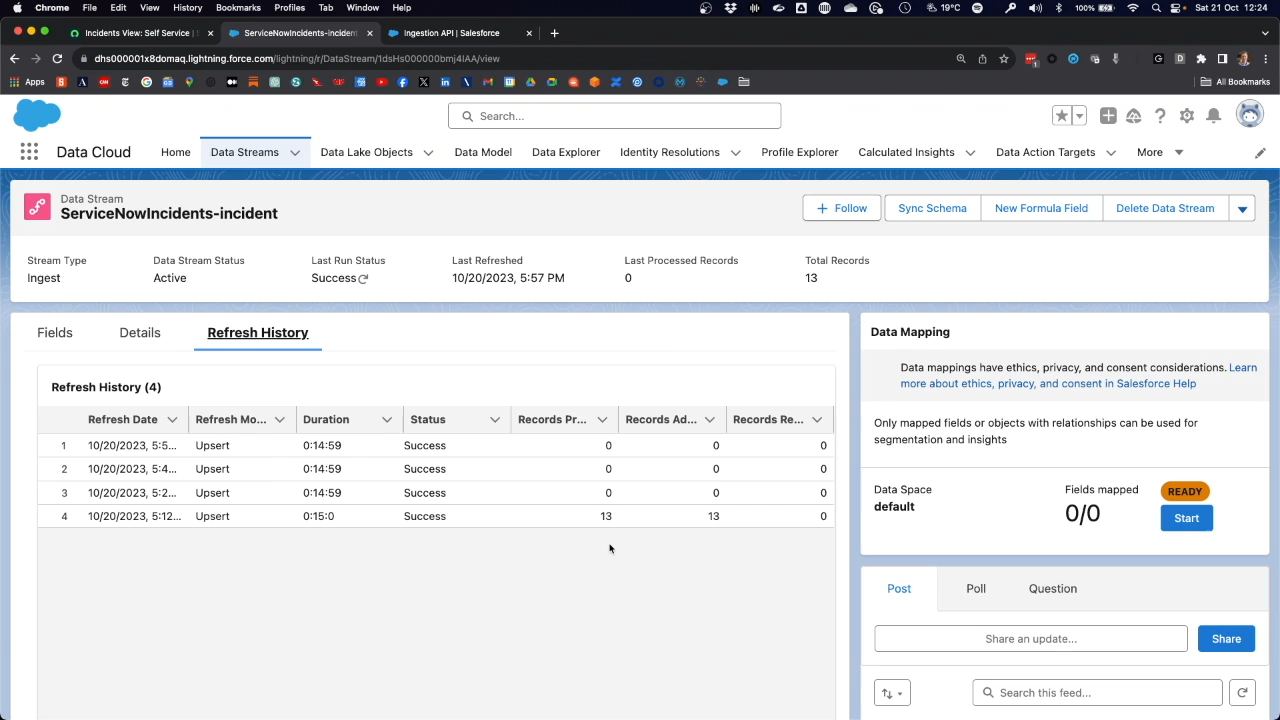 Chrome File Edit View History Bookmarks Profiles Tab Window Help 19°C 100% Sat 21 Oct 12:24
Incidents View: Self Service |
ServiceNowIncidents-incident
Ingestion API | Salesforce
dhs000001x8domaq.lightning.force.com/lightning/r/DataStream/1dsHs000000bmj4IAA/view
Apps
All Bookmarks
Search...
Data Cloud Home Data Streams Data Lake Objects Data Model Data Explorer Identity Resolutions Profile Explorer Calculated Insights Data Action Targets More
Data Stream
ServiceNowIncidents-incident
Follow Sync Schema New Formula Field Delete Data Stream
Stream Type Data Stream Status Last Run Status Last Refreshed Last Processed Records Total Records
Ingest Active Success 10/20/2023, 5:57 PM 0 13
Fields Details Refresh History
Refresh History (4)
Refresh Date Refresh Mo... Duration Status Records Pr... Records Ad... Records Re...
1 10/20/2023, 5:5... Upsert 0:14:59 Success 0 0 0
2 10/20/2023, 5:4... Upsert 0:14:59 Success 0 0 0
3 10/20/2023, 5:2... Upsert 0:14:59 Success 0 0 0
4 10/20/2023, 5:12... Upsert 0:15:0 Success 13 13 0
Data Mapping
Data mappings have ethics, privacy, and consent considerations. Learn
more about ethics, privacy, and consent in Salesforce Help
Only mapped fields or objects with relationships can be used for
segmentation and insights
Data Space
default
Fields mapped
0/0
READY
Start
Post Poll Question
Share an update...
Share
Search this feed...